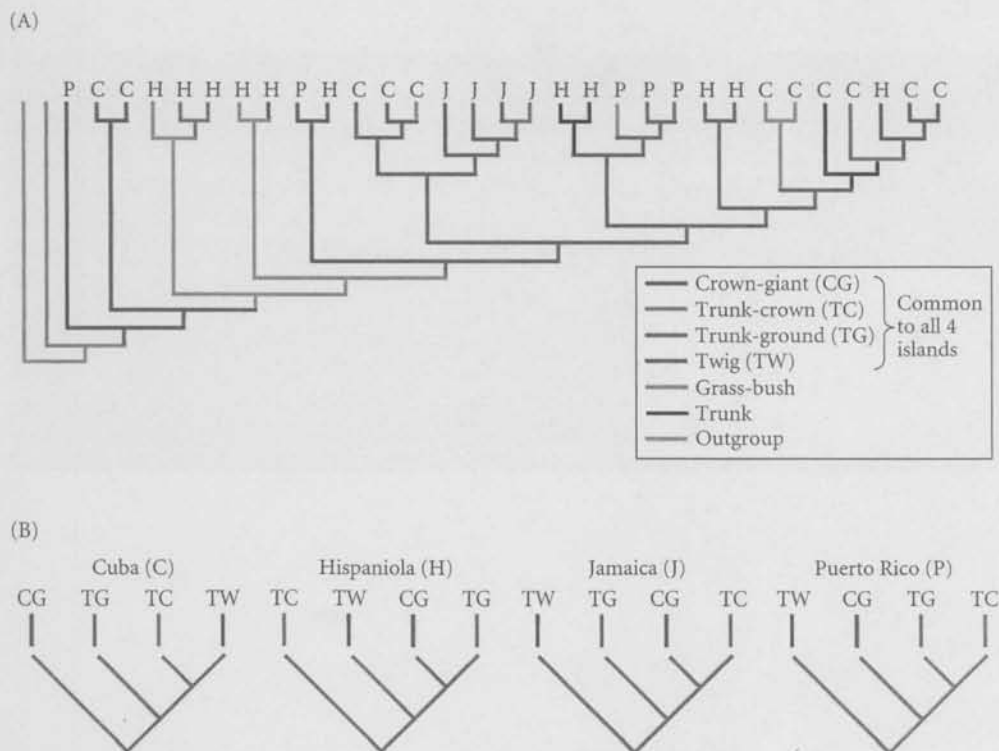 (A)
P C C H H H H H P H C C C J J J J H H P P P H H C C C C H C C
Crown-giant (CG)
Trunk-crown (TC)
Trunk-ground (TG)
Twig (TW)
Common
to all 4
islands
Grass-bush
Trunk
Outgroup
(B)
Cuba (C) Hispaniola (H) Jamaica (J) Puerto Rico (P)
CG TG TC TW TC TW CG TG TW TG CG TC TW CG TG TC